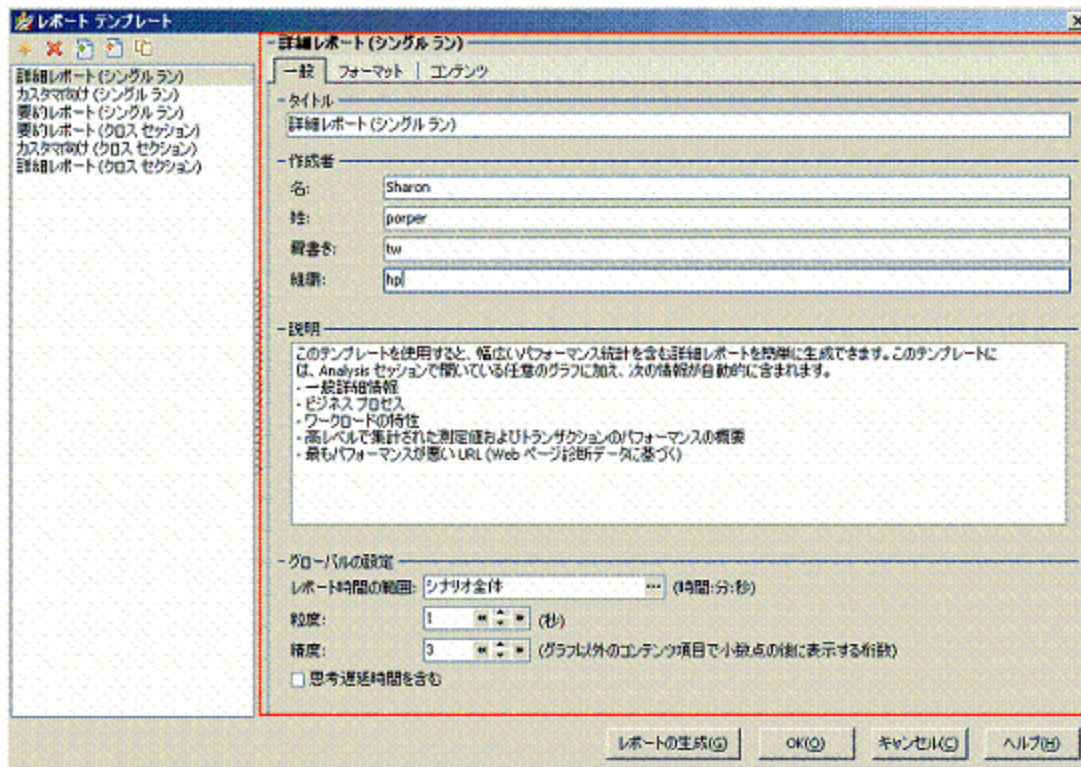 レポート テンプレート
詳細レポート (シングル ラン)
カスタマ向け (シングル ラン)
要約レポート (シングル ラン)
要約レポート (クロス セッション)
カスタマ向け (クロス セクション)
詳細レポート (クロス セクション)
詳細レポート (シングル ラン)
一般
フォーマット
コンテンツ
タイトル
詳細レポート (シングル ラン)
作成者
名:
Sharon
姓:
porper
肩書き:
tw
組織:
hp
説明
このテンプレートを使用すると、幅広いパフォーマンス統計を含む詳細レポートを簡単に生成できます。このテンプレートに
は、Analysis セッションで開いている任意のグラフに加え、次の情報が自動的に含まれます。
- 一般詳細情報
- ビジネス プロセス
- ワークロードの特性
- 高レベルで集計された測定値およびトランザクションのパフォーマンスの概要
- 最もパフォーマンスが悪い URL (Web ページ診断データに基づく)
グローバルの設定
レポート時間の範囲: シナリオ全体 ... (時間:分:秒)
粒度: 1 (秒)
精度: 3 (グラフ以外のコンテンツ項目で小数点の後に表示する桁数)
思考遅延時間を含む
レポートの生成(G)
OK(O)
キャンセル(C)
ヘルプ(H)